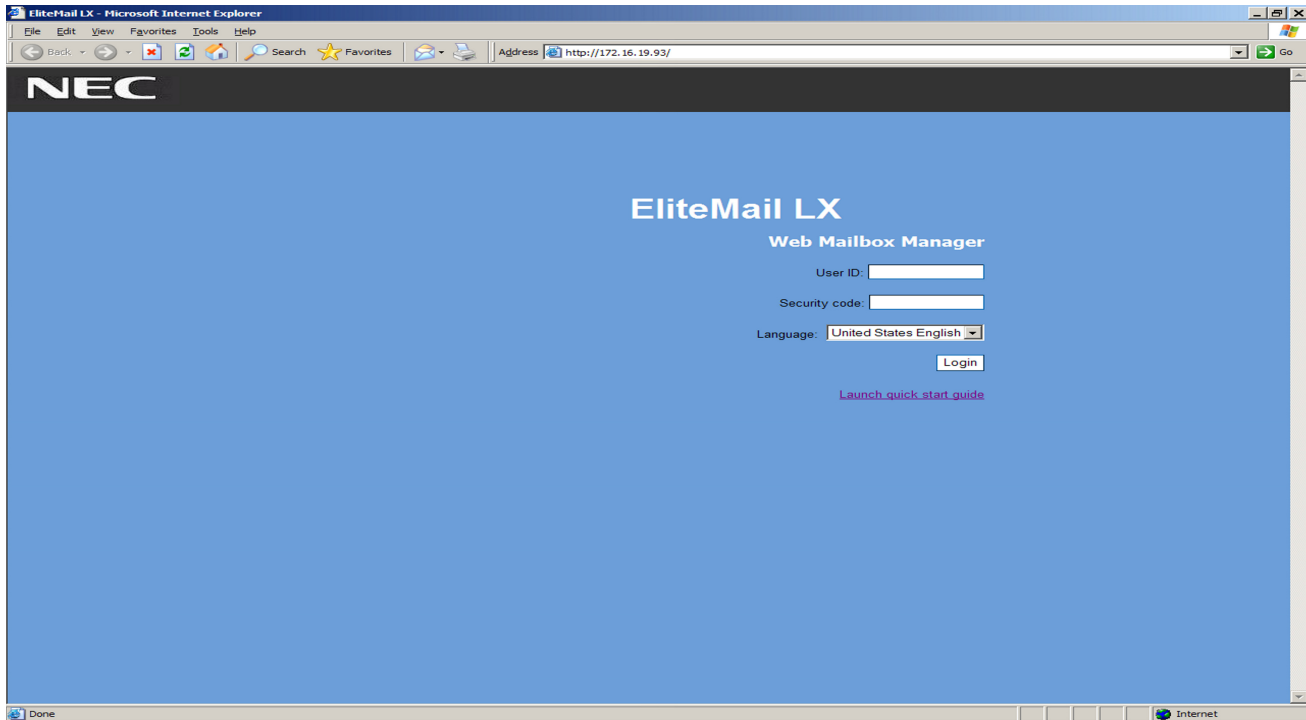 EliteMail LX - Microsoft Internet Explorer
File Edit View Favorites Tools Help
Back Search Favorites Address http://172.16.19.93/ Go
NEC
EliteMail LX
Web Mailbox Manager
User ID:
Security code:
Language: United States English
Login
Launch quick start guide
Done Internet